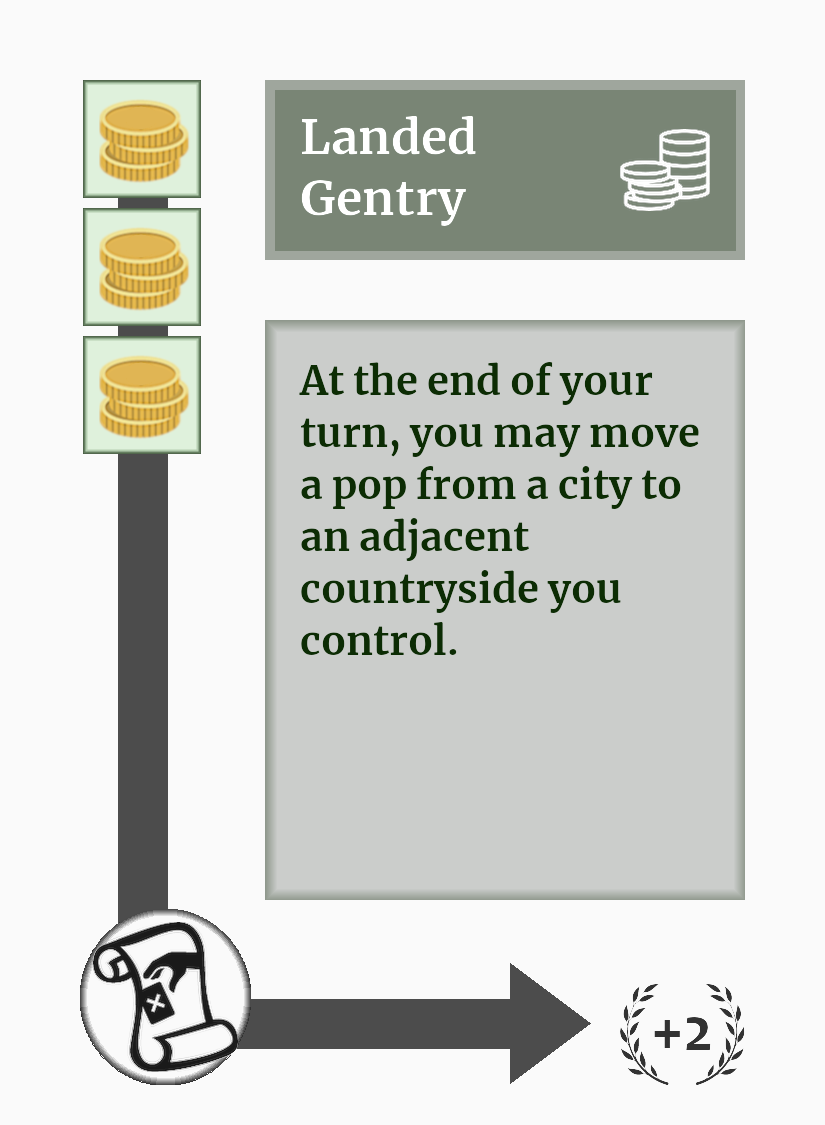 Landed
Gentry
At the end of your
turn, you may move
a pop from a city to
an adjacent
countryside you
control.
+2